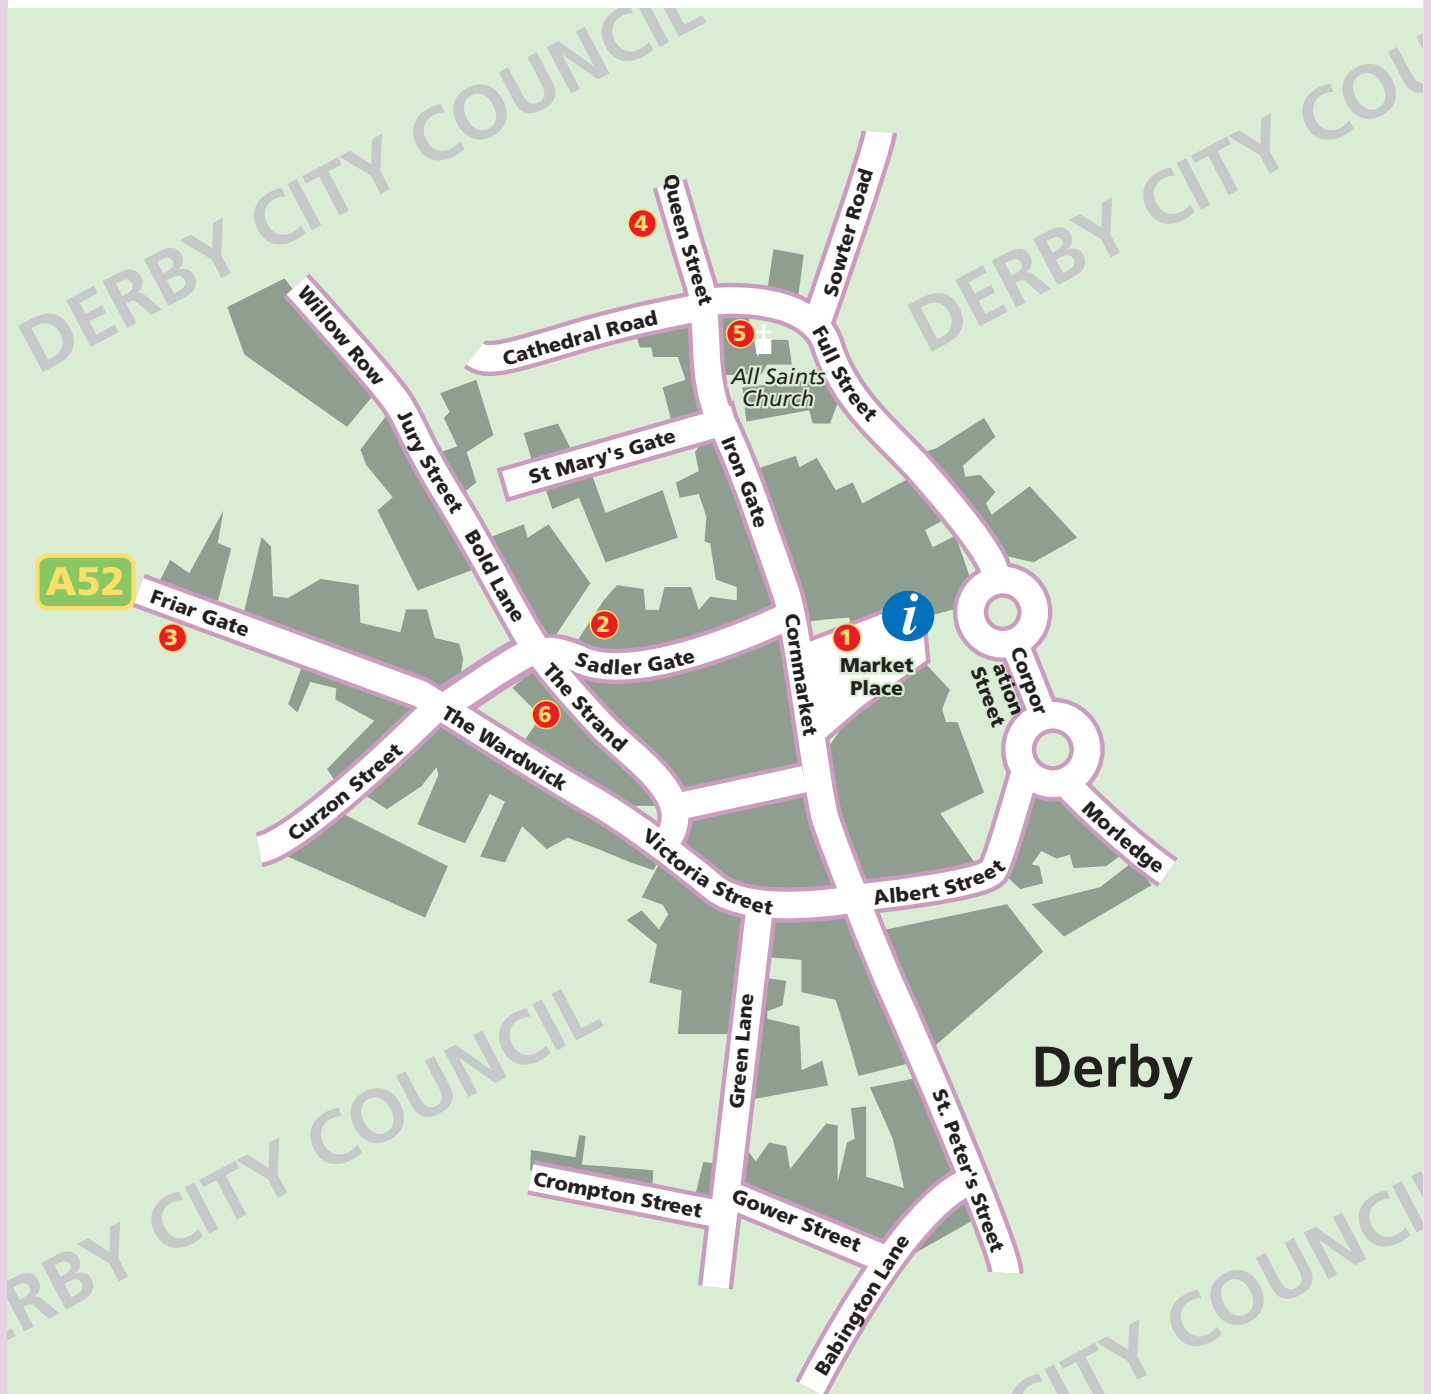 DERBY CITY COUNCIL
DERBY CITY COU
Queen Street
Sowter Road
4
Willow Row
Cathedral Road
5
Full Street
All Saints
Church
Jury Street
St Mary's Gate
Iron Gate
Bold Lane
A52
Friar Gate
3
2
Sadler Gate
Cornmarket
1
i
Market
Place
Corpor
ation
Street
The Strand
6
The Wardwick
Curzon Street
Victoria Street
Morledge
Albert Street
DERBY CITY COUNCIL
Green Lane
Derby
St. Peter's Street
Crompton Street
Gower Street
Babington Lane
CITY COUNCIL